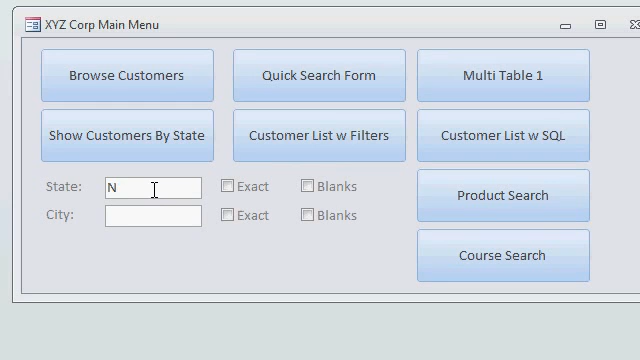 XYZ Corp Main Menu
Browse Customers
Quick Search Form
Multi Table 1
Show Customers By State
Customer List w Filters
Customer List w SQL
State: N Exact Blanks
Product Search
City: Exact Blanks
Course Search